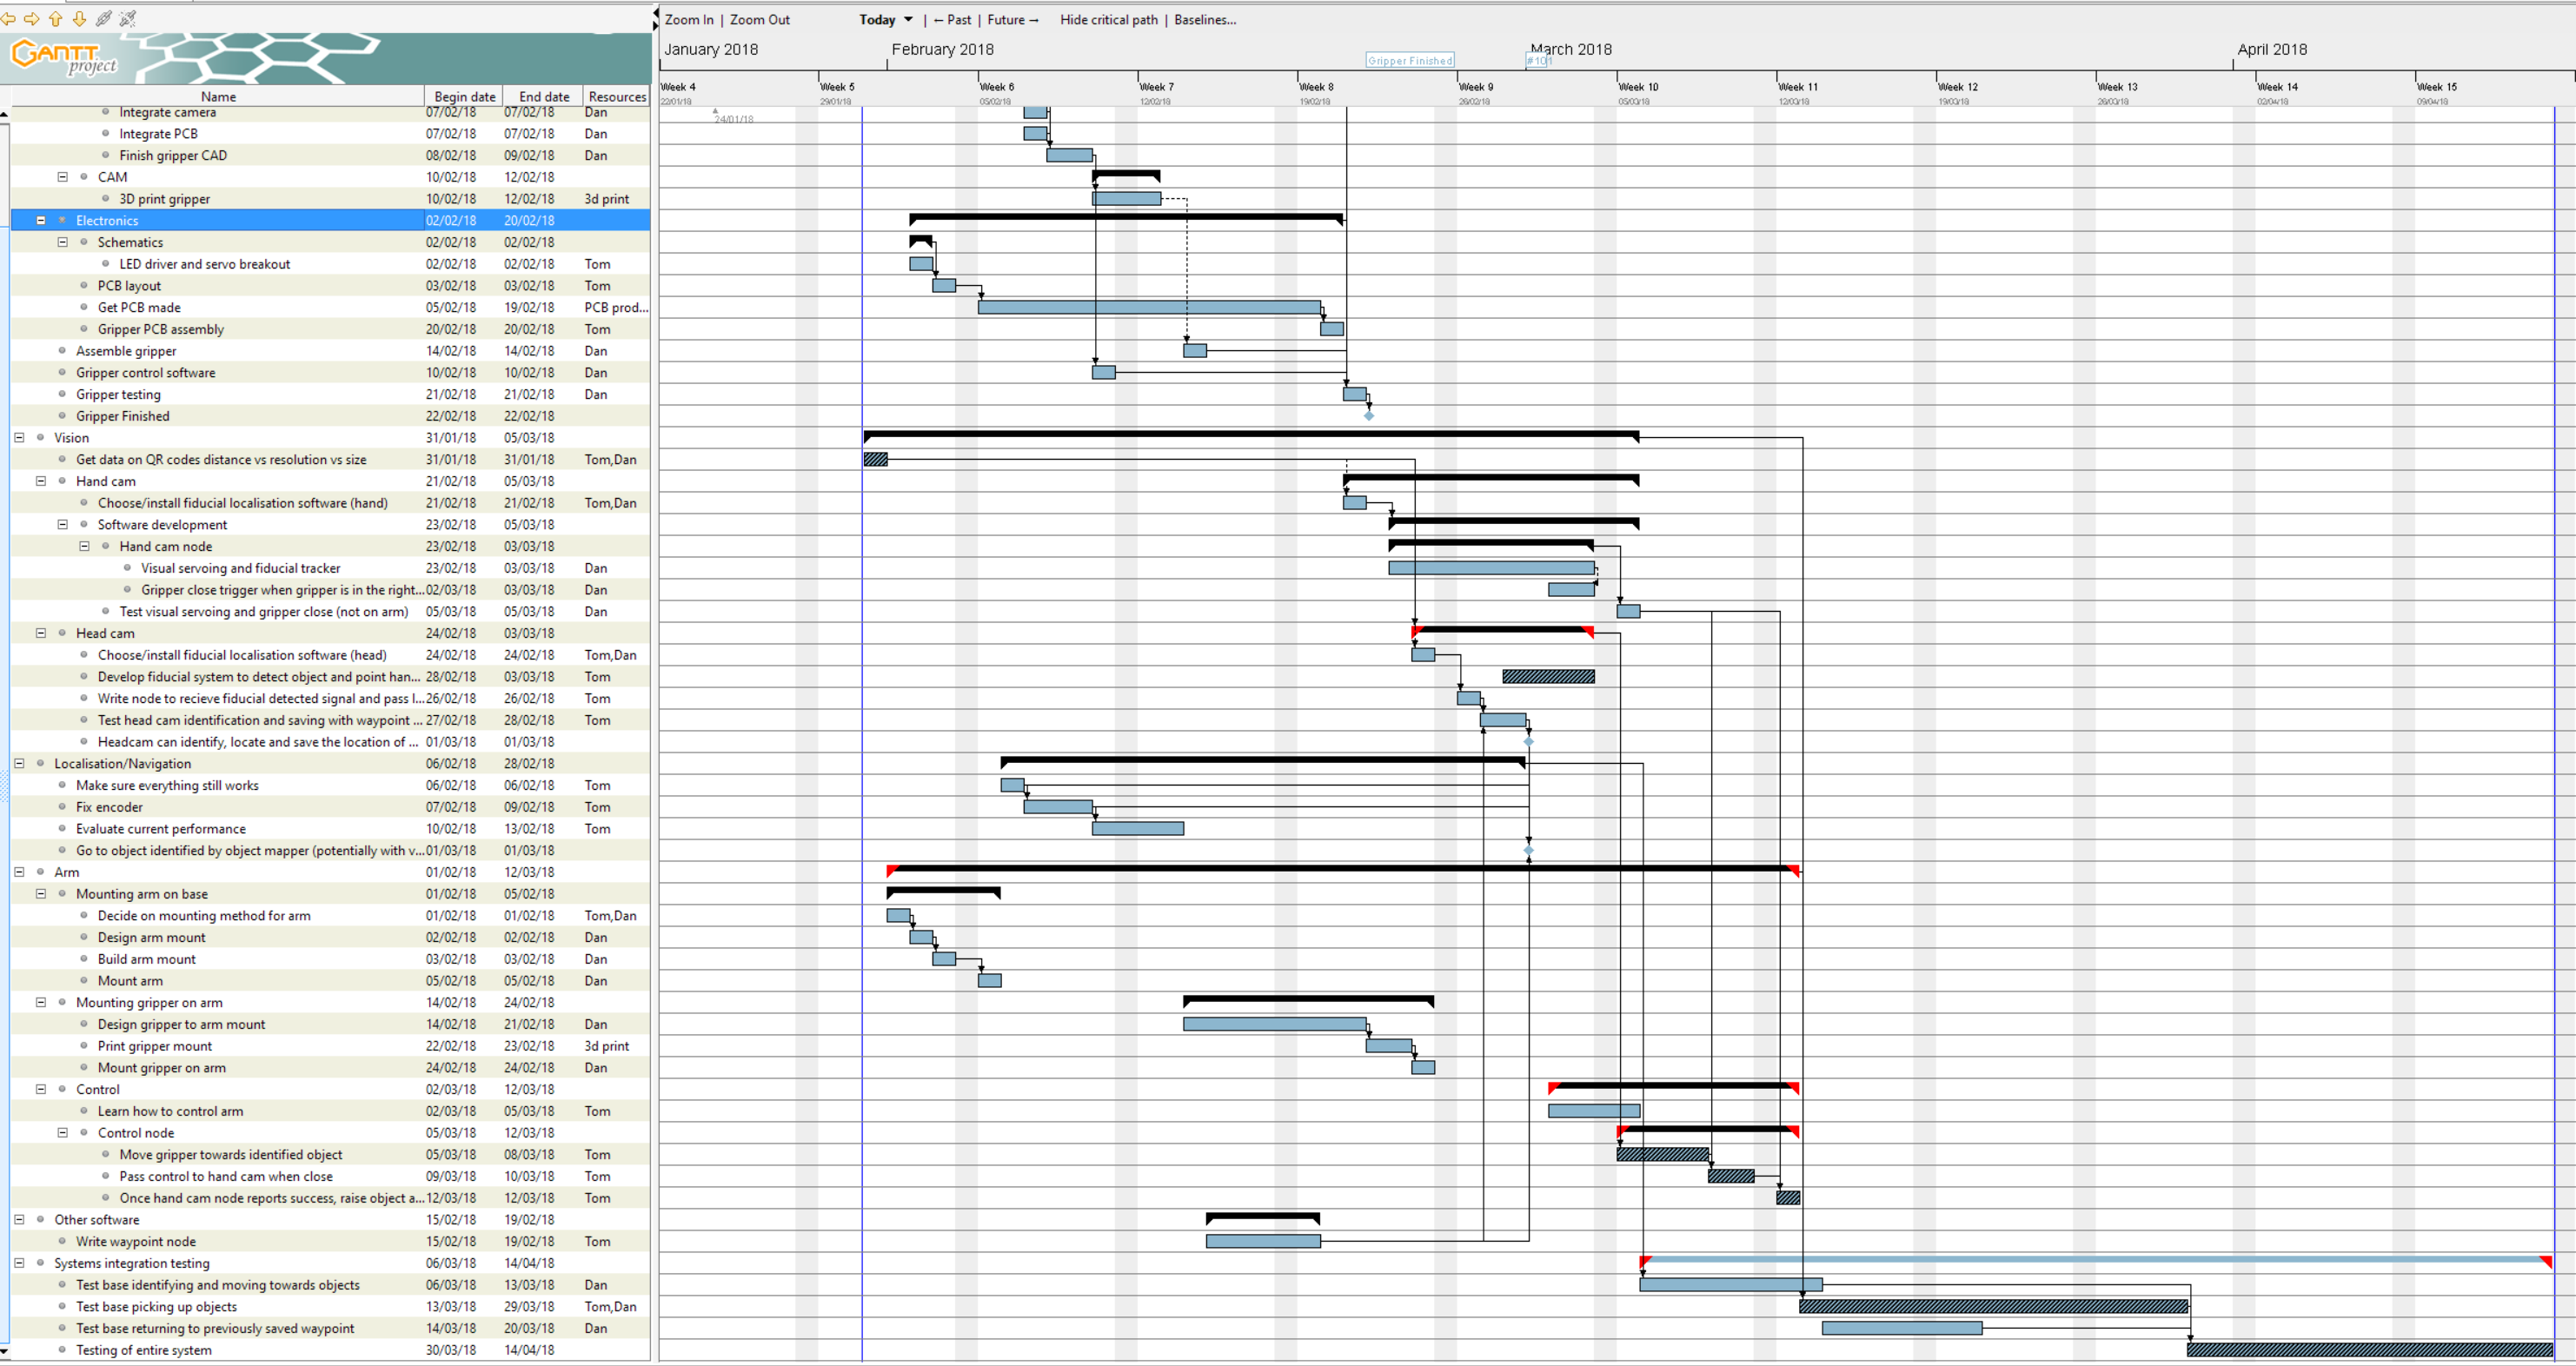 Zoom In | Zoom Out Today | ← Past | Future → Hide critical path | Baselines...
GANTT project
January 2018 February 2018 March 2018 April 2018
Gripper Finished #101
Week 4 Week 5 Week 6 Week 7 Week 8 Week 9 Week 10 Week 11 Week 12 Week 13 Week 14 Week 15
22/01/18 29/01/18 05/02/18 12/02/18 19/02/18 26/02/18 05/03/18 12/03/18 19/03/18 26/03/18 02/04/18 09/04/18
24/01/18
Name Begin date End date Resources
Integrate camera 07/02/18 07/02/18 Dan
Integrate PCB 07/02/18 07/02/18 Dan
Finish gripper CAD 08/02/18 09/02/18 Dan
CAM 10/02/18 12/02/18
3D print gripper 10/02/18 12/02/18 3d print
Electronics 02/02/18 20/02/18
Schematics 02/02/18 02/02/18
LED driver and servo breakout 02/02/18 02/02/18 Tom
PCB layout 03/02/18 03/02/18 Tom
Get PCB made 05/02/18 19/02/18 PCB prod...
Gripper PCB assembly 20/02/18 20/02/18 Tom
Assemble gripper 14/02/18 14/02/18 Dan
Gripper control software 10/02/18 10/02/18 Dan
Gripper testing 21/02/18 21/02/18 Dan
Gripper Finished 22/02/18 22/02/18
Vision 31/01/18 05/03/18
Get data on QR codes distance vs resolution vs size 31/01/18 31/01/18 Tom,Dan
Hand cam 21/02/18 05/03/18
Choose/install fiducial localisation software (hand) 21/02/18 21/02/18 Tom,Dan
Software development 23/02/18 05/03/18
Hand cam node 23/02/18 03/03/18
Visual servoing and fiducial tracker 23/02/18 03/03/18 Dan
Gripper close trigger when gripper is in the right... 02/03/18 03/03/18 Dan
Test visual servoing and gripper close (not on arm) 05/03/18 05/03/18 Dan
Head cam 24/02/18 03/03/18
Choose/install fiducial localisation software (head) 24/02/18 24/02/18 Tom,Dan
Develop fiducial system to detect object and point han... 28/02/18 03/03/18 Tom
Write node to recieve fiducial detected signal and pass l... 26/02/18 26/02/18 Tom
Test head cam identification and saving with waypoint ... 27/02/18 28/02/18 Tom
Headcam can identify, locate and save the location of ... 01/03/18 01/03/18
Localisation/Navigation 06/02/18 28/02/18
Make sure everything still works 06/02/18 06/02/18 Tom
Fix encoder 07/02/18 09/02/18 Tom
Evaluate current performance 10/02/18 13/02/18 Tom
Go to object identified by object mapper (potentially with v... 01/03/18 01/03/18
Arm 01/02/18 12/03/18
Mounting arm on base 01/02/18 05/02/18
Decide on mounting method for arm 01/02/18 01/02/18 Tom,Dan
Design arm mount 02/02/18 02/02/18 Dan
Build arm mount 03/02/18 03/02/18 Dan
Mount arm 05/02/18 05/02/18 Dan
Mounting gripper on arm 14/02/18 24/02/18
Design gripper to arm mount 14/02/18 21/02/18 Dan
Print gripper mount 22/02/18 23/02/18 3d print
Mount gripper on arm 24/02/18 24/02/18 Dan
Control 02/03/18 12/03/18
Learn how to control arm 02/03/18 05/03/18 Tom
Control node 05/03/18 12/03/18
Move gripper towards identified object 05/03/18 08/03/18 Tom
Pass control to hand cam when close 09/03/18 10/03/18 Tom
Once hand cam node reports success, raise object a... 12/03/18 12/03/18 Tom
Other software 15/02/18 19/02/18
Write waypoint node 15/02/18 19/02/18 Tom
Systems integration testing 06/03/18 14/04/18
Test base identifying and moving towards objects 06/03/18 13/03/18 Dan
Test base picking up objects 13/03/18 29/03/18 Tom,Dan
Test base returning to previously saved waypoint 14/03/18 20/03/18 Dan
Testing of entire system 30/03/18 14/04/18